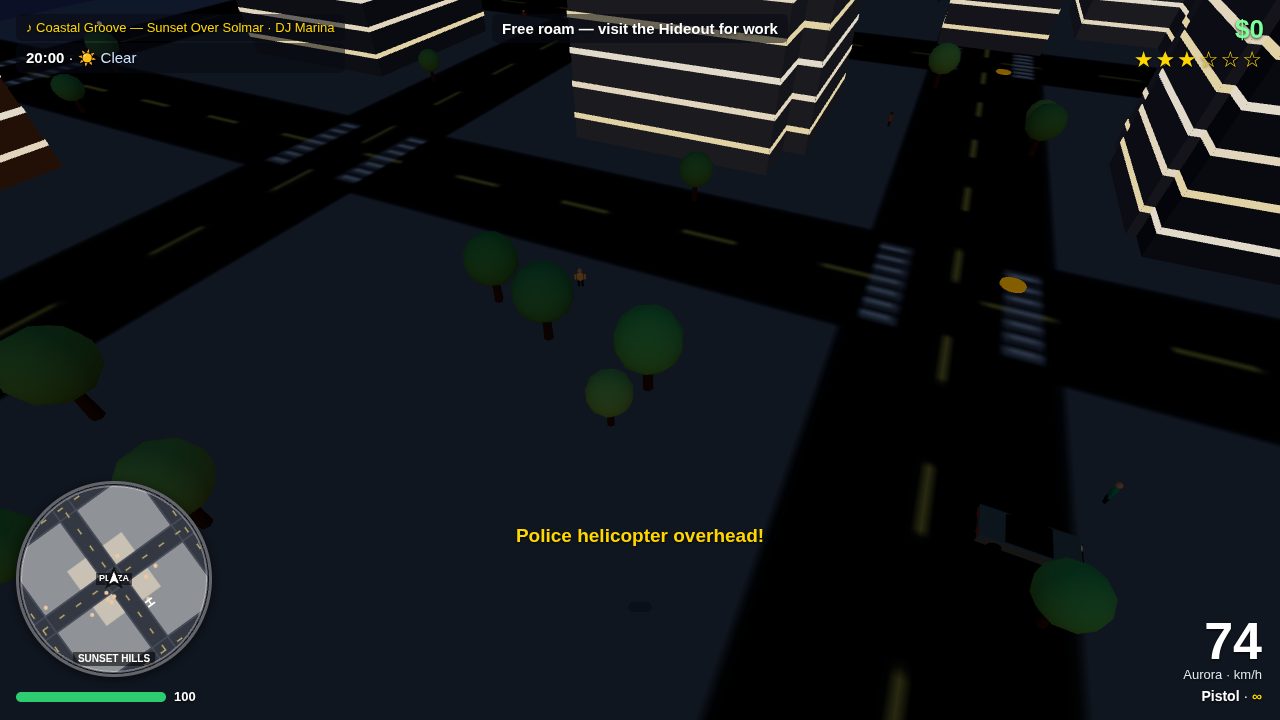 ♪ Coastal Groove — Sunset Over Solmar · DJ Marina
20:00 · ☀️ Clear
Free roam — visit the Hideout for work
$0
★★★☆☆☆
Police helicopter overhead!
PLAZA
H
SUNSET HILLS
100
74
Aurora · km/h
Pistol · ∞